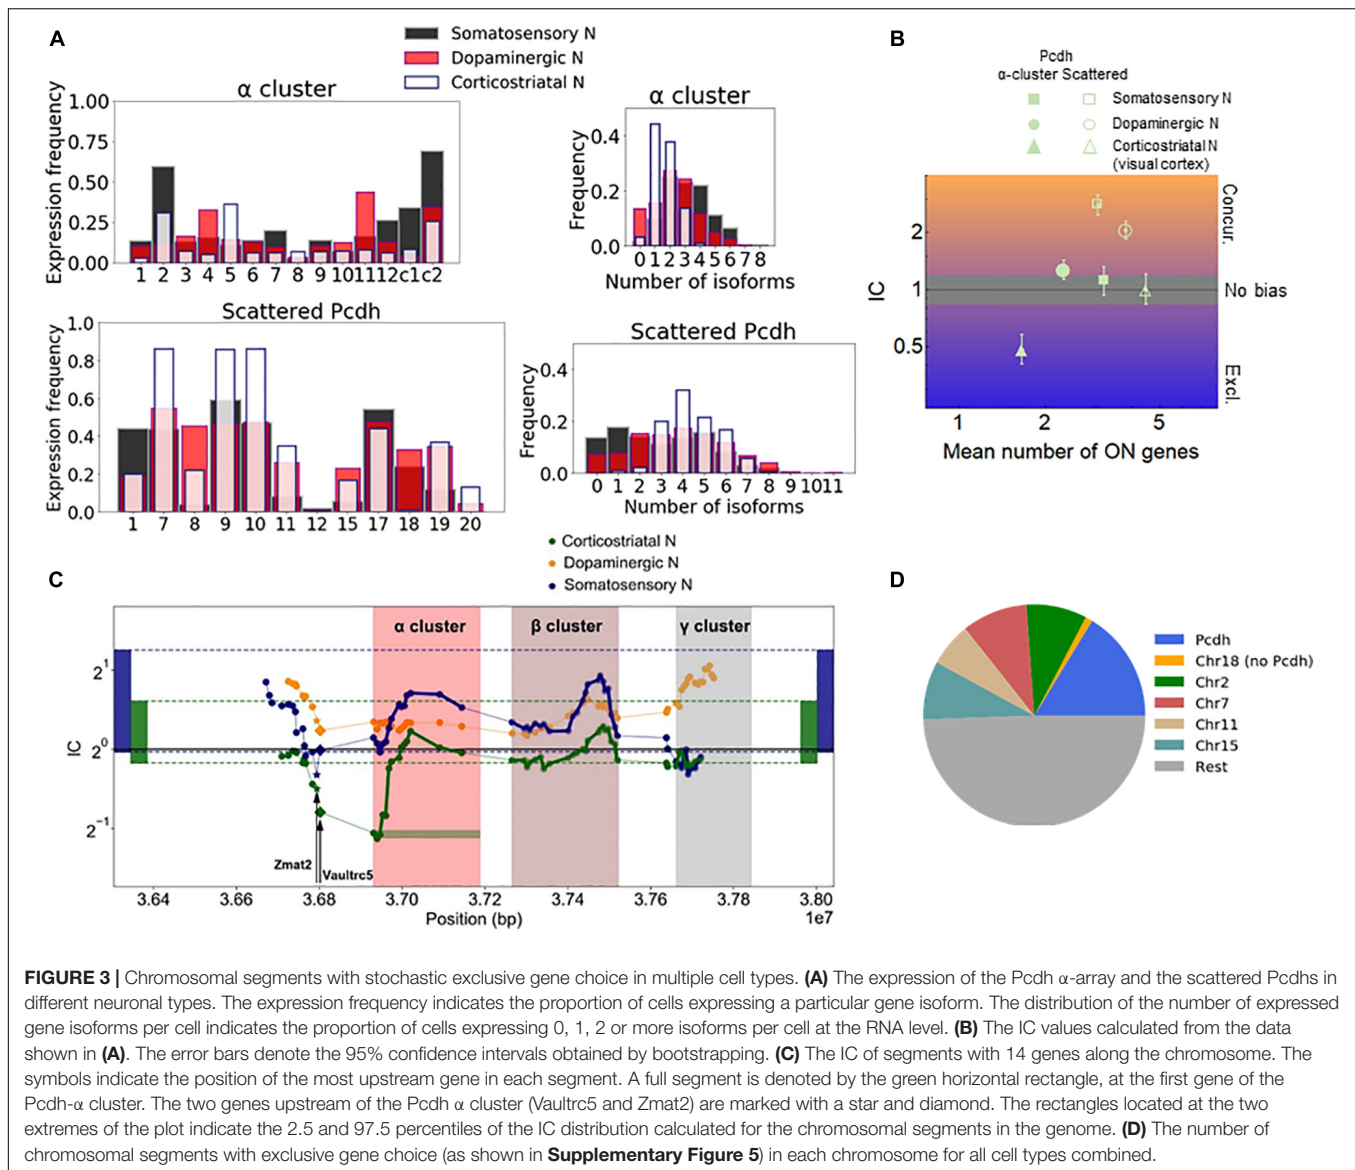 A
Somatosensory N
Dopaminergic N
Corticostriatal N
α cluster
Expression frequency
1.00
0.75
0.50
0.25
0.00
1 2 3 4 5 6 7 8 9 10 11 12 c1 c2
α cluster
Frequency
0.4
0.2
0.0
0 1 2 3 4 5 6 7 8
Number of isoforms
Scattered Pcdh
Expression frequency
1.0
0.8
0.6
0.4
0.2
0.0
1 7 8 9 10 11 12 15 17 18 19 20
Scattered Pcdh
Frequency
0.4
0.2
0.0
0 1 2 3 4 5 6 7 8 9 10 11
Number of isoforms
B
Pcdh
α-cluster Scattered
Somatosensory N
Dopaminergic N
Corticostriatal N
(visual cortex)
IC
2
1
0.5
Concur.
No bias
Excl.
1 2 5
Mean number of ON genes
C
Corticostriatal N
Dopaminergic N
Somatosensory N
α cluster β cluster γ cluster
IC
2^1
2^0
2^-1
Zmat2
Vaultrc5
3.64 3.66 3.68 3.70 3.72 3.74 3.76 3.78 3.80
1e7
Position (bp)
D
Pcdh
Chr18 (no Pcdh)
Chr2
Chr7
Chr11
Chr15
Rest
FIGURE 3 | Chromosomal segments with stochastic exclusive gene choice in multiple cell types. (A) The expression of the Pcdh α-array and the scattered Pcdhs in
different neuronal types. The expression frequency indicates the proportion of cells expressing a particular gene isoform. The distribution of the number of expressed
gene isoforms per cell indicates the proportion of cells expressing 0, 1, 2 or more isoforms per cell at the RNA level. (B) The IC values calculated from the data
shown in (A). The error bars denote the 95% confidence intervals obtained by bootstrapping. (C) The IC of segments with 14 genes along the chromosome. The
symbols indicate the position of the most upstream gene in each segment. A full segment is denoted by the green horizontal rectangle, at the first gene of the
Pcdh-α cluster. The two genes upstream of the Pcdh α cluster (Vaultrc5 and Zmat2) are marked with a star and diamond. The rectangles located at the two
extremes of the plot indicate the 2.5 and 97.5 percentiles of the IC distribution calculated for the chromosomal segments in the genome. (D) The number of
chromosomal segments with exclusive gene choice (as shown in Supplementary Figure 5) in each chromosome for all cell types combined.